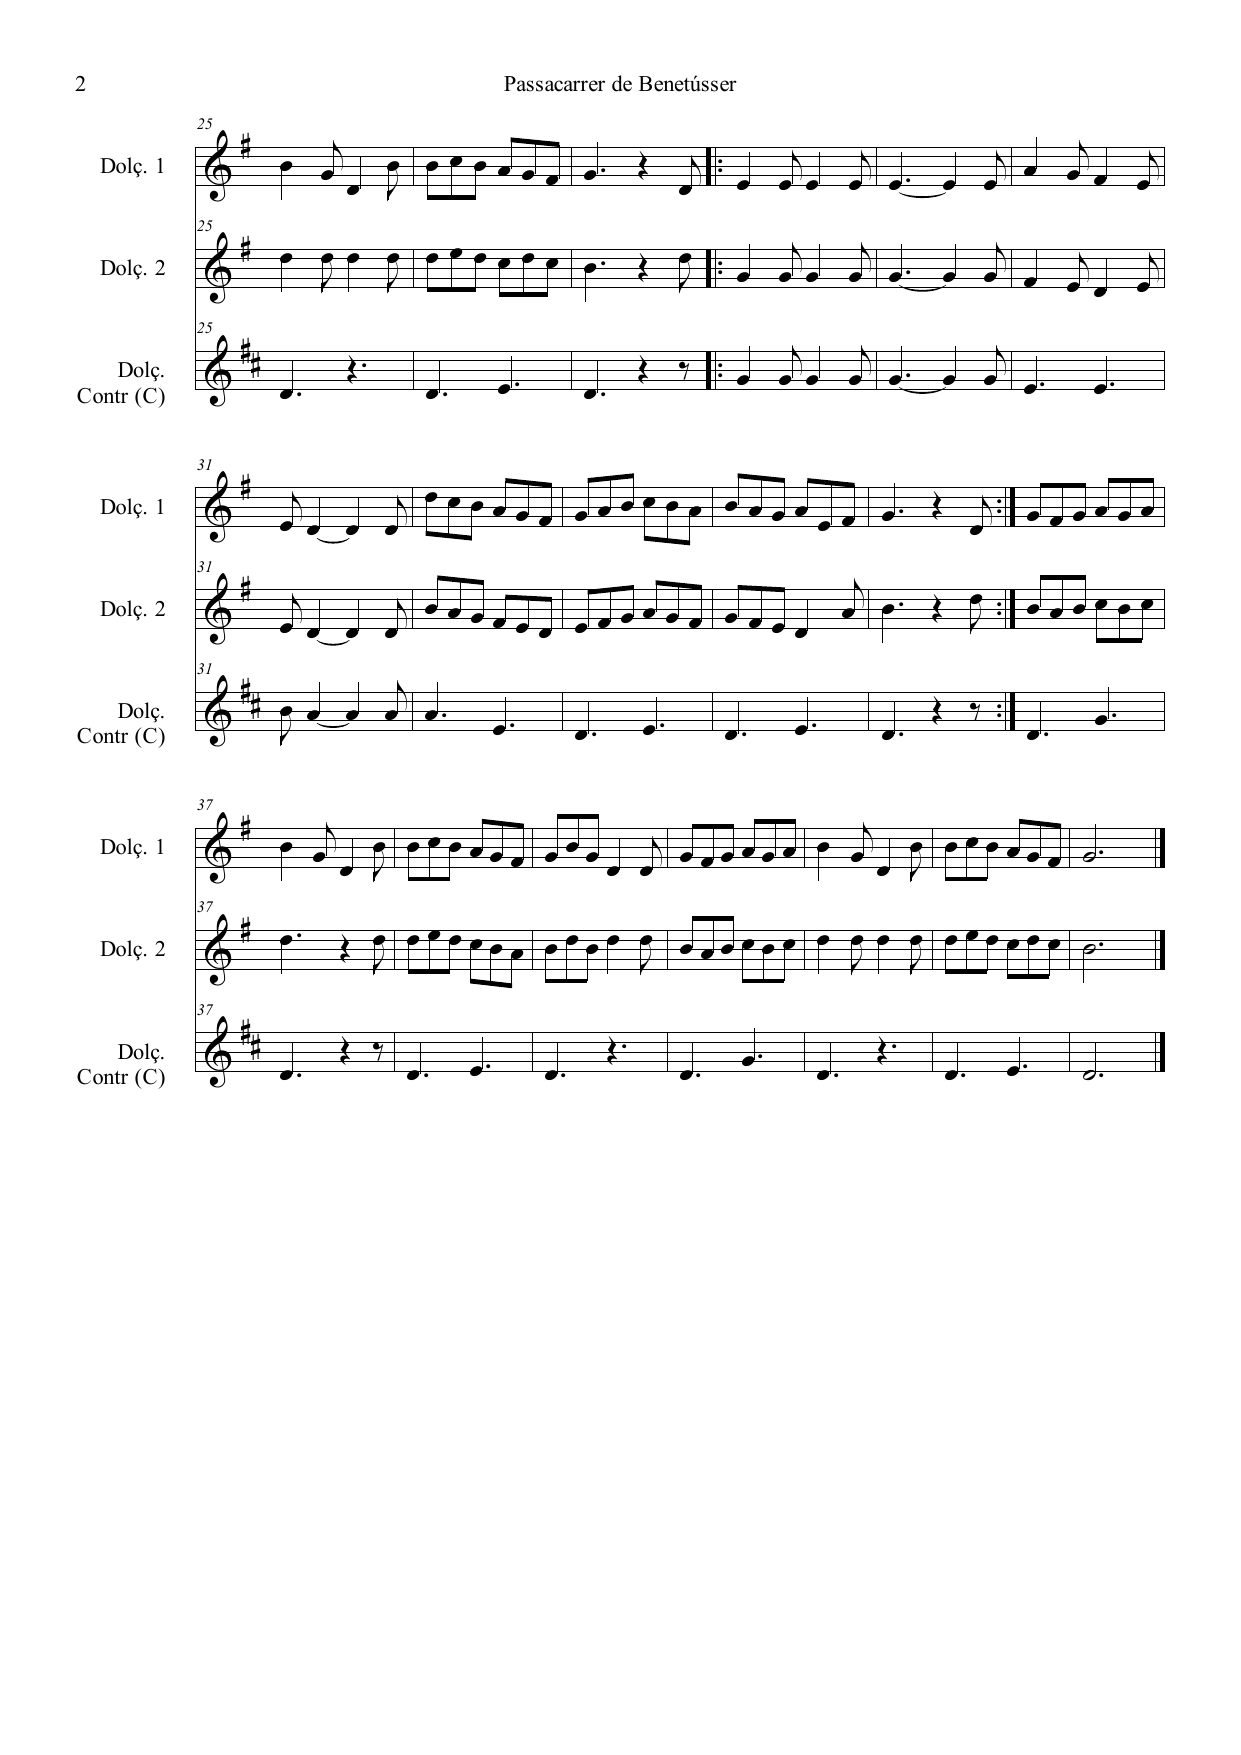 2
Passacarrer de Benetússer
25
Dolç. 1
25
Dolç. 2
25
Dolç.
Contr (C)
31
Dolç. 1
31
Dolç. 2
31
Dolç.
Contr (C)
37
Dolç. 1
37
Dolç. 2
37
Dolç.
Contr (C)